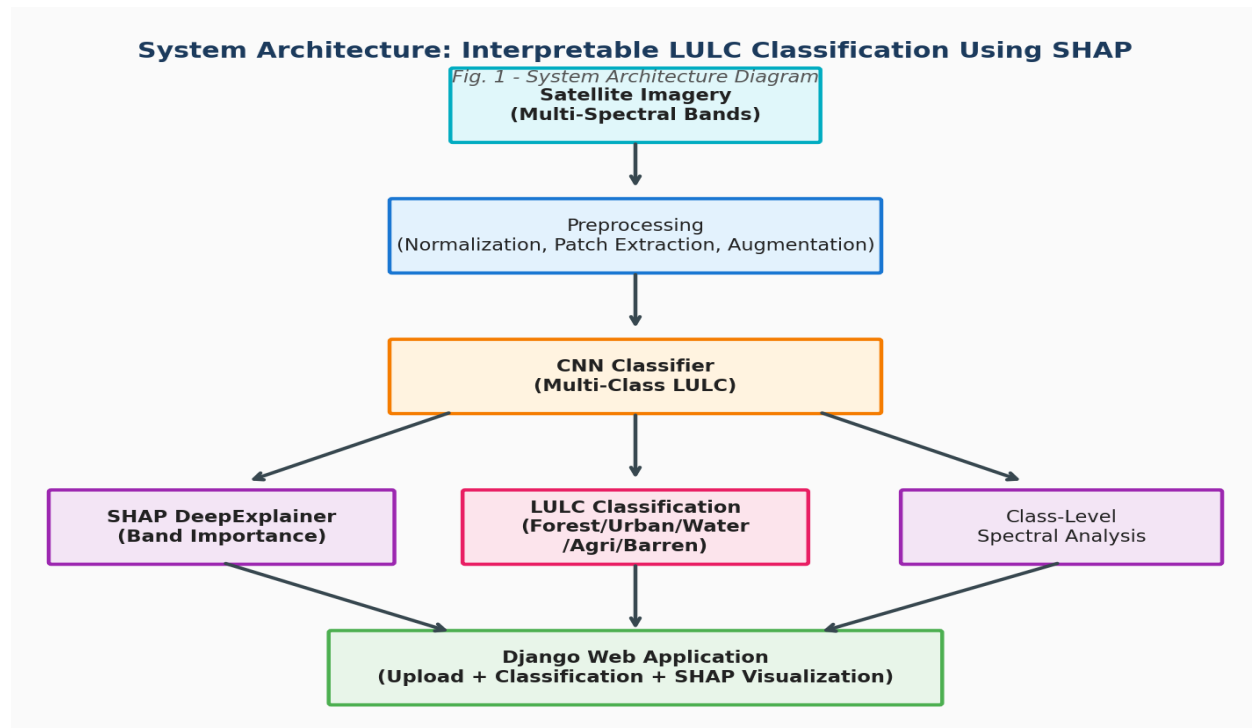 System Architecture: Interpretable LULC Classification Using SHAP
Fig. 1 - System Architecture Diagram
Satellite Imagery
(Multi-Spectral Bands)
Preprocessing
(Normalization, Patch Extraction, Augmentation)
CNN Classifier
(Multi-Class LULC)
SHAP DeepExplainer
(Band Importance)
LULC Classification
(Forest/Urban/Water
/Agri/Barren)
Class-Level
Spectral Analysis
Django Web Application
(Upload + Classification + SHAP Visualization)